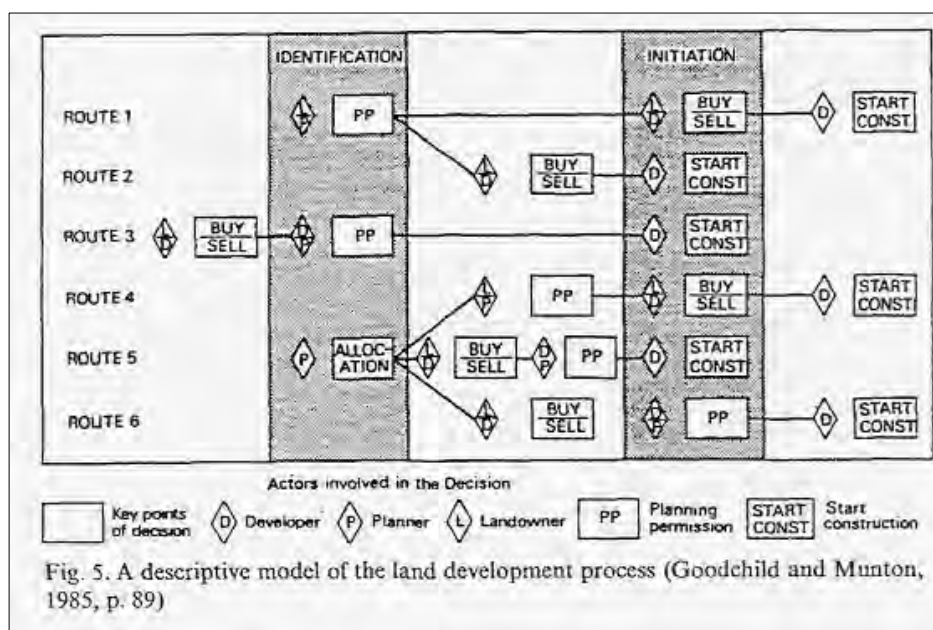 IDENTIFICATION
INITIATION
ROUTE 1
PP
BUY
SELL
D
START
CONST
ROUTE 2
BUY
SELL
D
START
CONST
ROUTE 3
BUY
SELL
PP
D
START
CONST
ROUTE 4
PP
BUY
SELL
D
START
CONST
ROUTE 5
P
ALLOC-
ATION
BUY
SELL
D
P
PP
D
START
CONST
ROUTE 6
BUY
SELL
PP
D
START
CONST
Actors involved in the Decision
Key points
of decision
D Developer
P Planner
L Landowner
PP
Planning
permission
START
CONST
Start
construction
Fig. 5. A descriptive model of the land development process (Goodchild and Munton,
1985, p. 89)